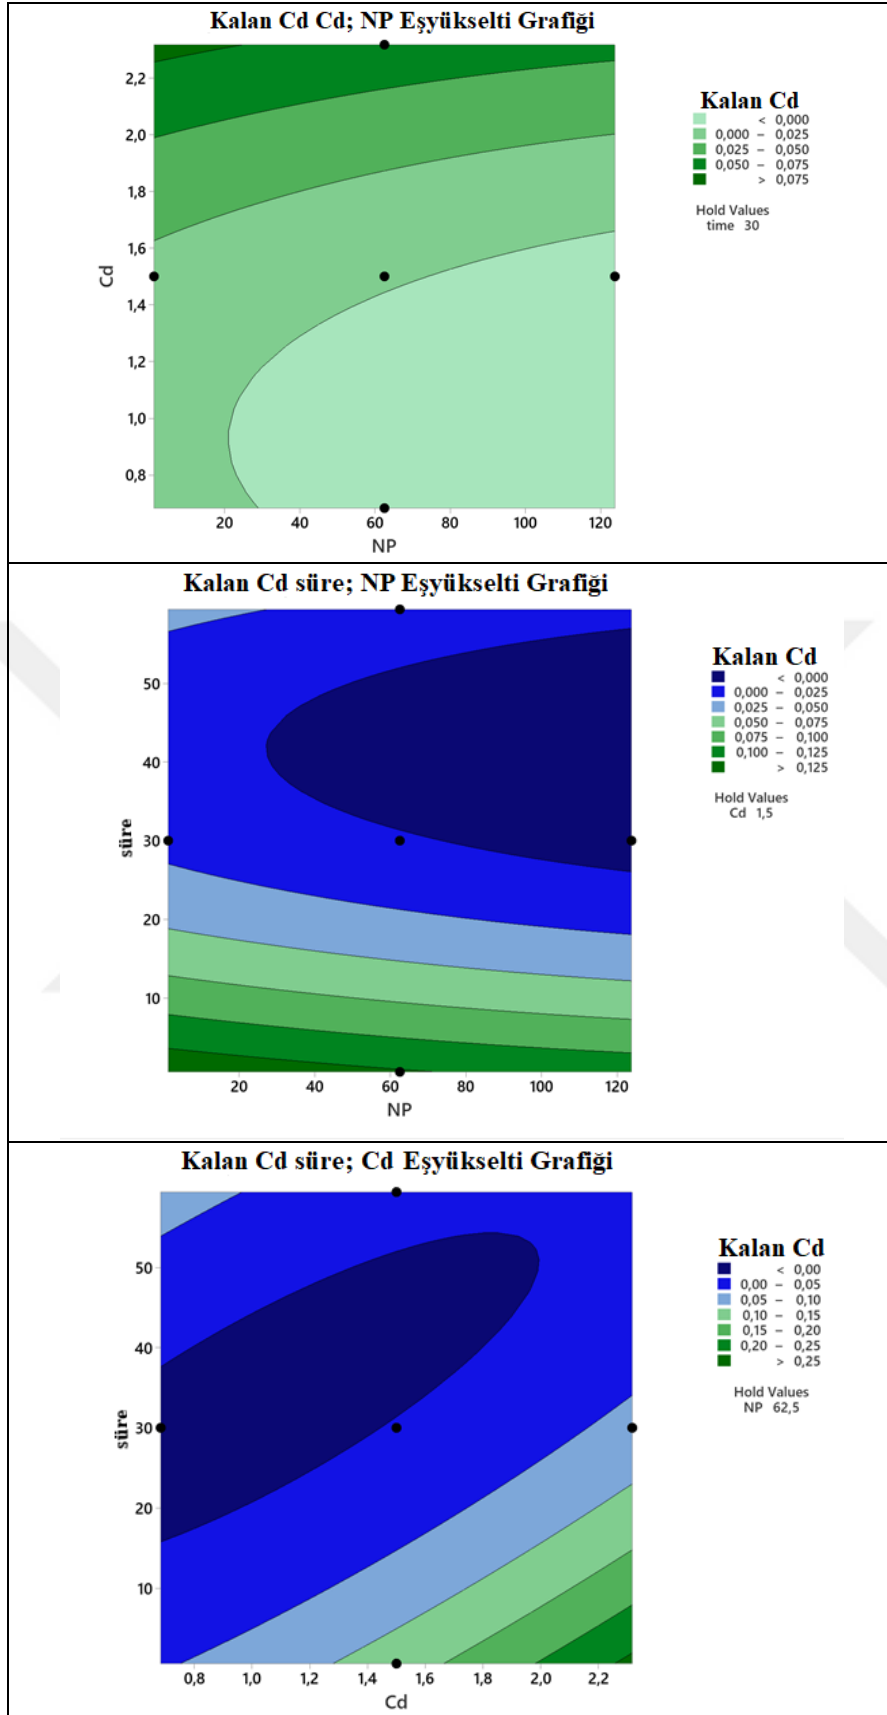 Kalan Cd Cd; NP Eşyükselti Grafiği
2,2
2,0
1,8
1,6
1,4
1,2
1,0
0,8
Cd
20 40 60 80 100 120
NP
Kalan Cd
< 0,000
0,000 – 0,025
0,025 – 0,050
0,050 – 0,075
> 0,075
Hold Values
time 30
Kalan Cd süre; NP Eşyükselti Grafiği
50
40
30
20
10
süre
20 40 60 80 100 120
NP
Kalan Cd
< 0,000
0,000 – 0,025
0,025 – 0,050
0,050 – 0,075
0,075 – 0,100
0,100 – 0,125
> 0,125
Hold Values
Cd 1,5
Kalan Cd süre; Cd Eşyükselti Grafiği
50
40
30
20
10
süre
0,8 1,0 1,2 1,4 1,6 1,8 2,0 2,2
Cd
Kalan Cd
< 0,00
0,00 – 0,05
0,05 – 0,10
0,10 – 0,15
0,15 – 0,20
0,20 – 0,25
> 0,25
Hold Values
NP 62,5